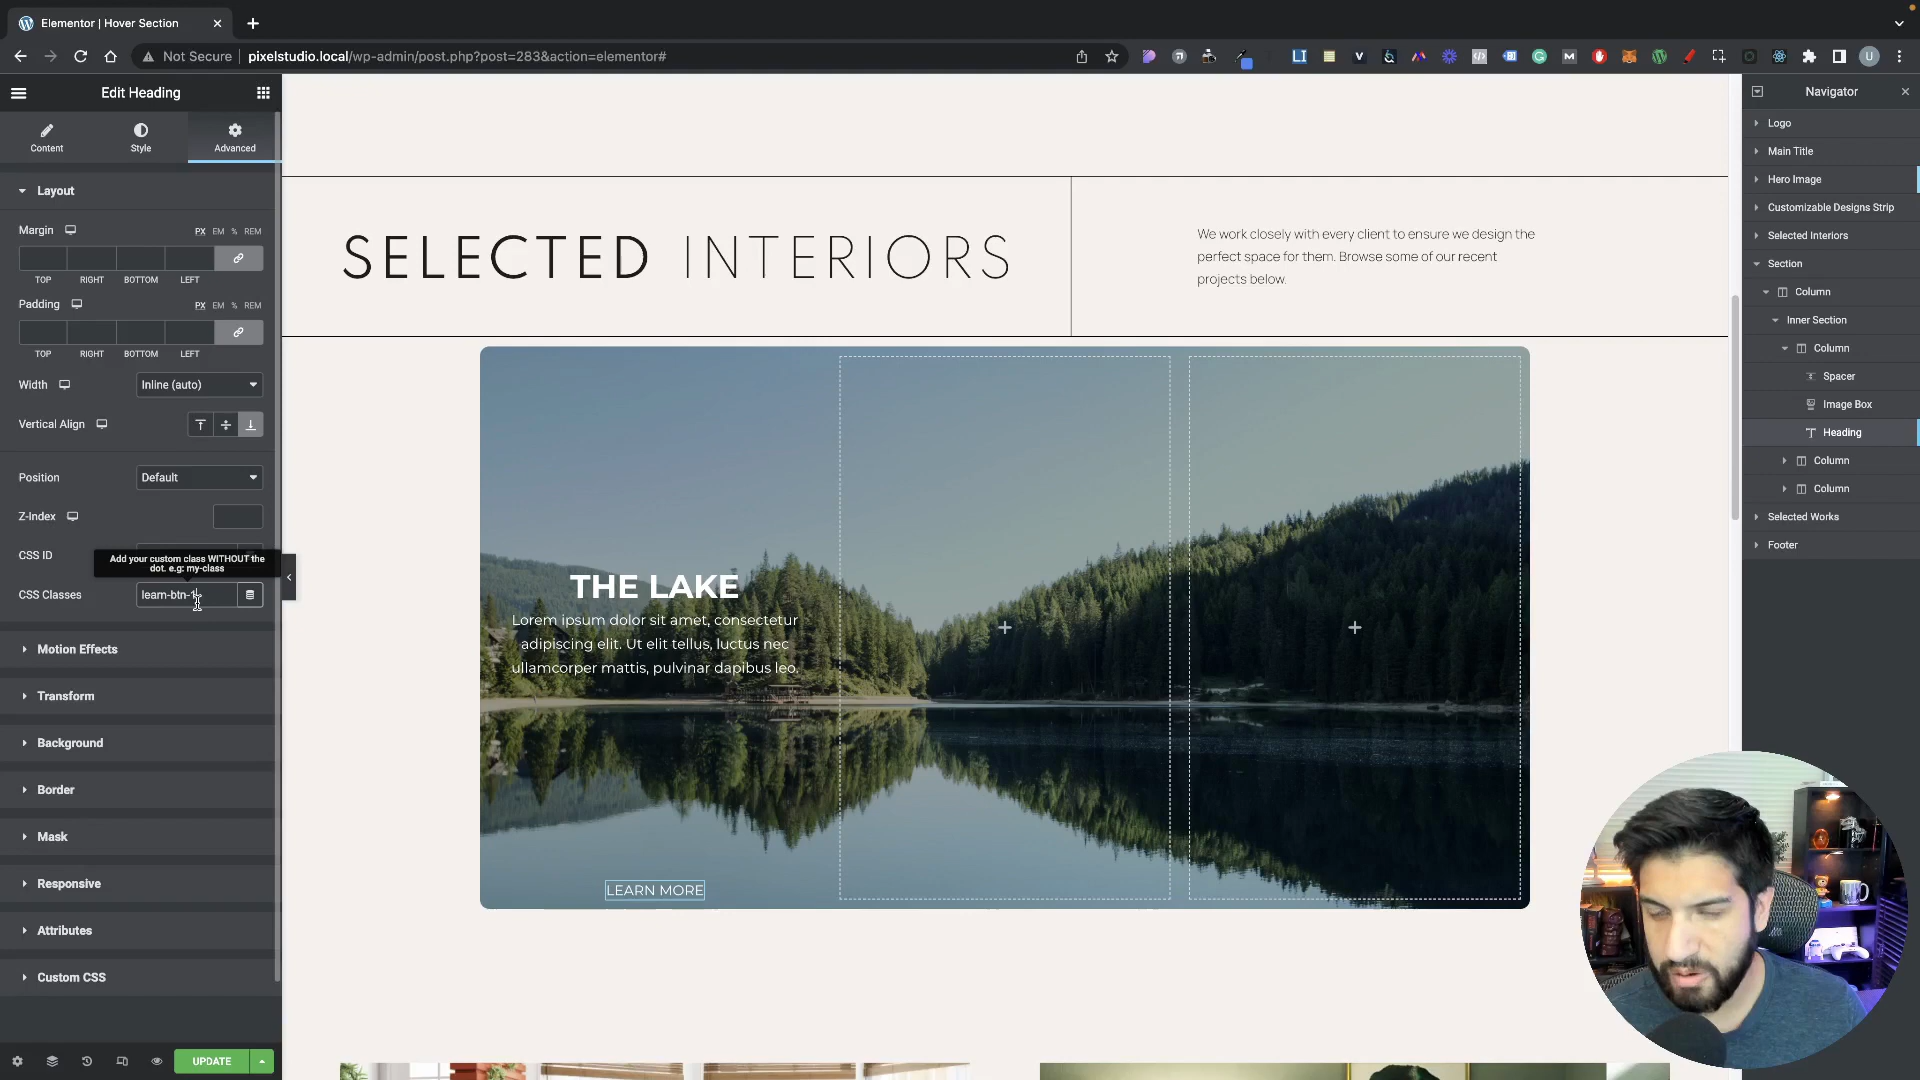 Elementor | Hover Section
Not Secure
pixelstudio.local/wp-admin/post.php?post=283&action=elementor#
Edit Heading
Content
Style
Advanced
Layout
Margin
PX EM % REM
TOP RIGHT BOTTOM LEFT
Padding
PX EM % REM
TOP RIGHT BOTTOM LEFT
Width
Inline (auto)
Vertical Align
Position
Default
Z-Index
CSS ID
Add your custom class WITHOUT the
dot. e.g: my-class
CSS Classes
learn-btn-1
Motion Effects
Transform
Background
Border
Mask
Responsive
Attributes
Custom CSS
UPDATE
SELECTED INTERIORS
We work closely with every client to ensure we design the
perfect space for them. Browse some of our recent
projects below.
THE LAKE
Lorem ipsum dolor sit amet, consectetur
adipiscing elit. Ut elit tellus, luctus nec
ullamcorper mattis, pulvinar dapibus leo.
LEARN MORE
Navigator
Logo
Main Title
Hero Image
Customizable Designs Strip
Selected Interiors
Section
Column
Inner Section
Column
Spacer
Image Box
Heading
Column
Column
Selected Works
Footer